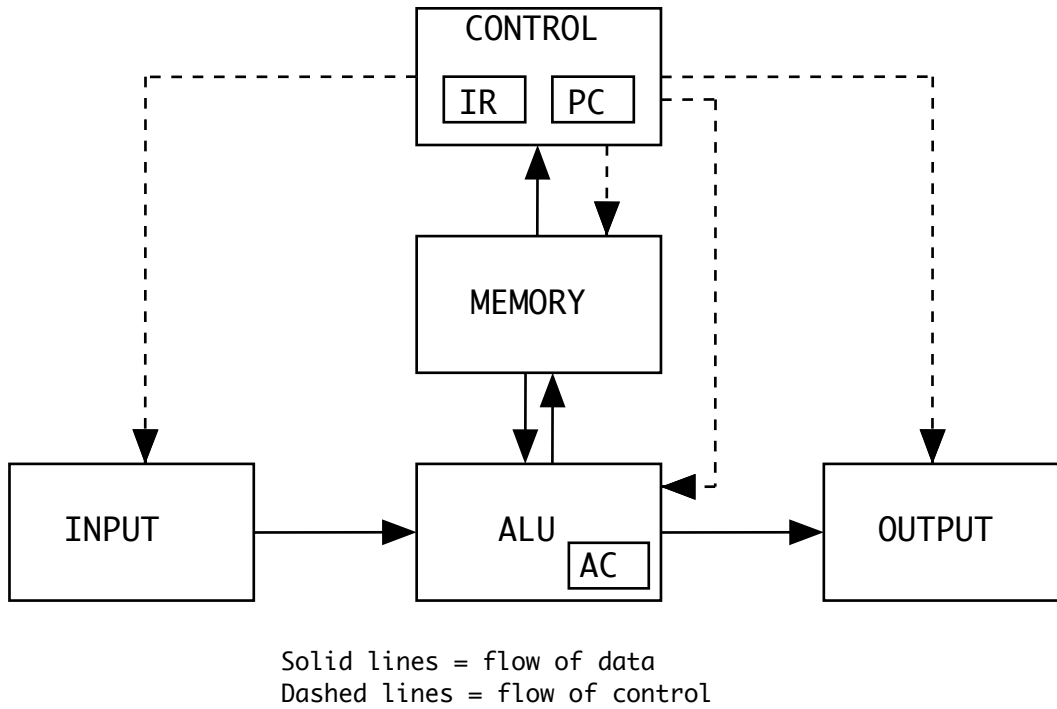 CONTROL
IR PC
MEMORY
INPUT
ALU
AC
OUTPUT
Solid lines = flow of data
Dashed lines = flow of control